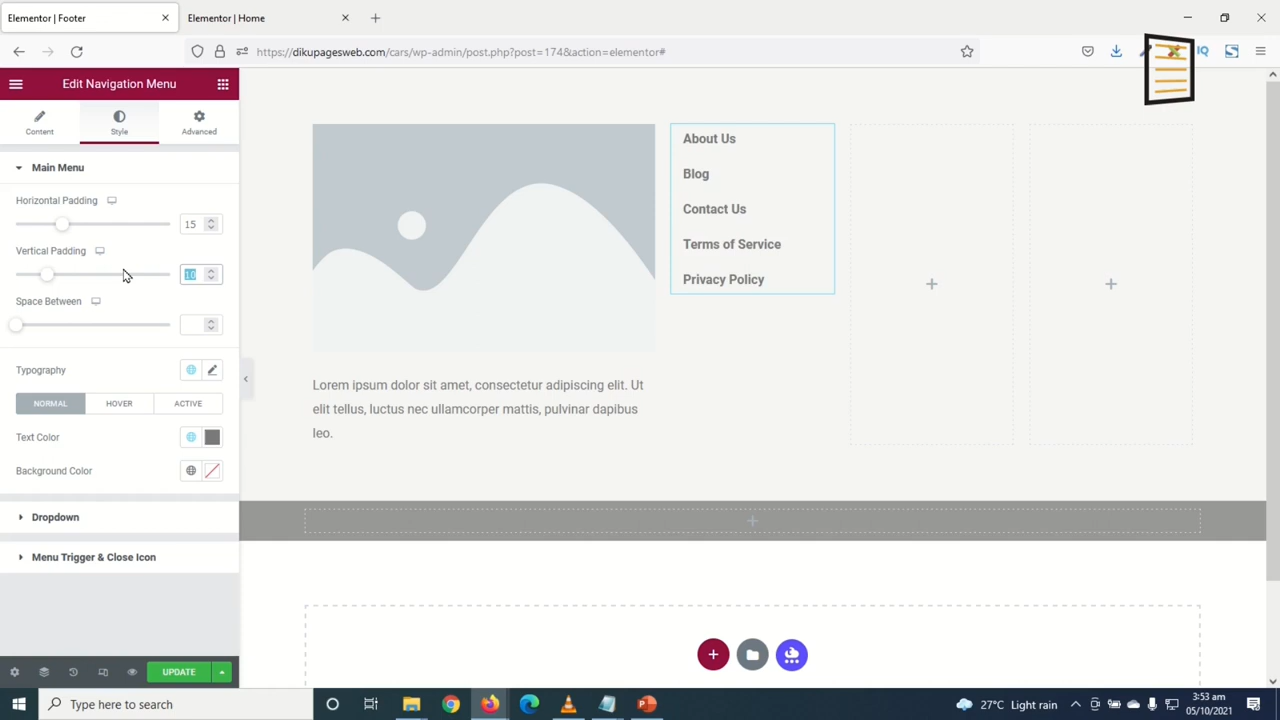 Elementor | Footer
Elementor | Home
https://dikupagesweb.com/cars/wp-admin/post.php?post=174&action=elementor#
IQ
Edit Navigation Menu
Content
Style
Advanced
Main Menu
Horizontal Padding
15
Vertical Padding
10
Space Between
Typography
NORMAL
HOVER
ACTIVE
Text Color
Background Color
Dropdown
Menu Trigger & Close Icon
UPDATE
About Us
Blog
Contact Us
Terms of Service
Privacy Policy
Lorem ipsum dolor sit amet, consectetur adipiscing elit. Ut
elit tellus, luctus nec ullamcorper mattis, pulvinar dapibus
leo.
Type here to search
27°C Light rain
3:53 am
05/10/2021